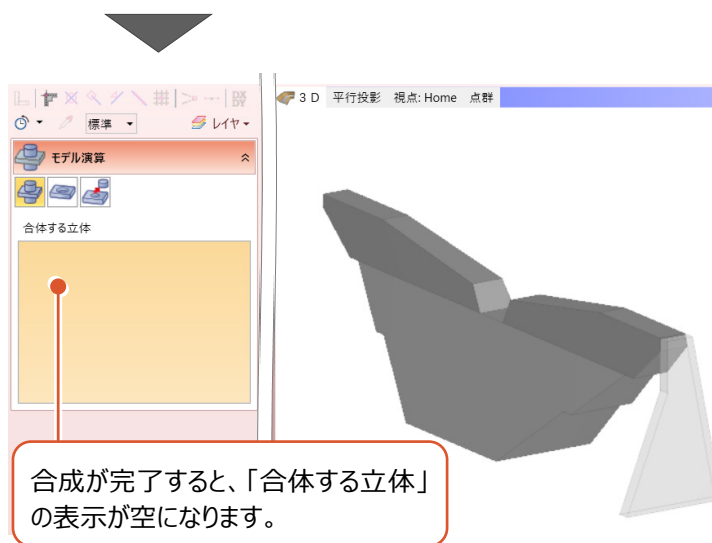 3 D 平行投影 視点: Home 点群
標準 レイヤ
モデル演算
合体する立体
合成が完了すると、「合体する立体」
の表示が空になります。